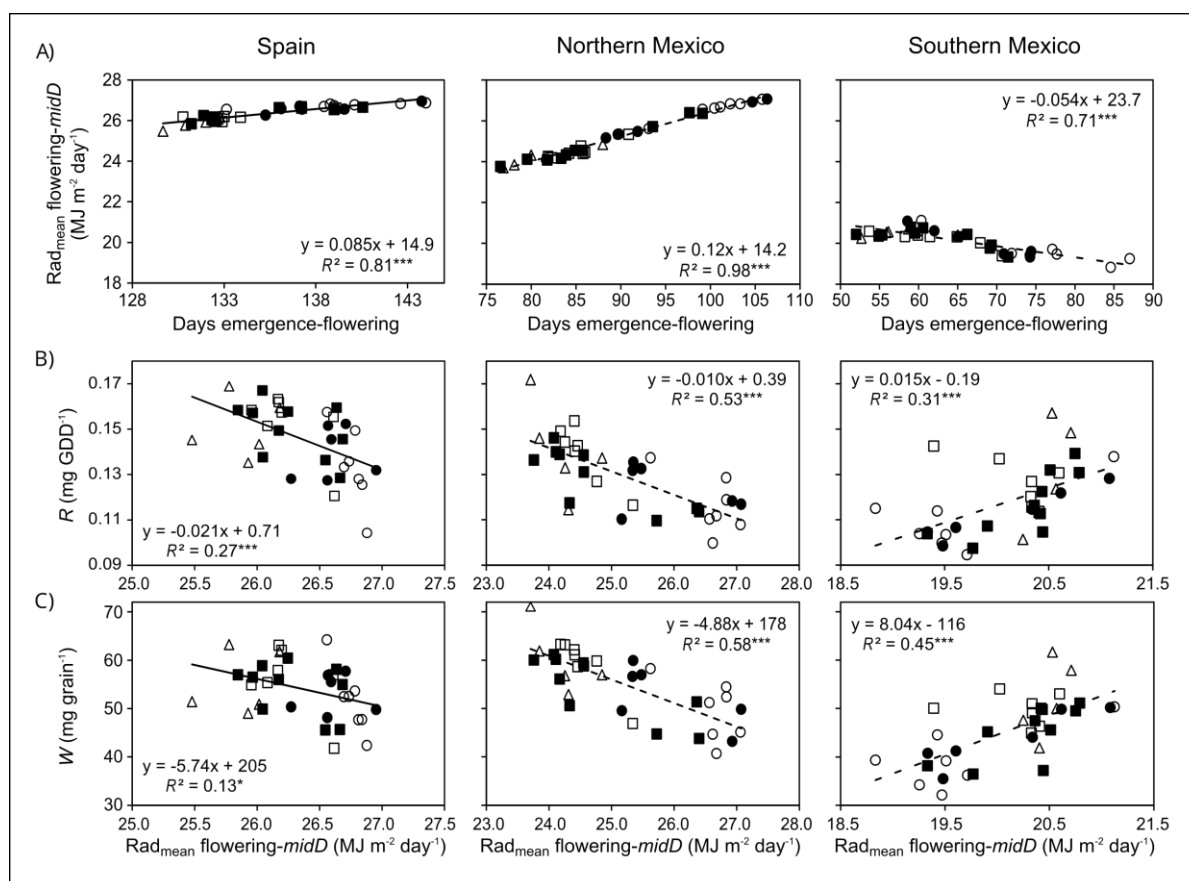 A)
Spain
Northern Mexico
Southern Mexico
Rad_mean flowering-midD
(MJ m⁻² day⁻¹)
28
26
24
22
20
18
y = 0.085x + 14.9
R² = 0.81***
y = 0.12x + 14.2
R² = 0.98***
y = -0.054x + 23.7
R² = 0.71***
128 133 138 143
75 80 85 90 95 100 105 110
50 55 60 65 70 75 80 85 90
Days emergence-flowering
Days emergence-flowering
Days emergence-flowering
B)
R (mg GDD⁻¹)
0.17
0.15
0.13
0.11
0.09
y = -0.021x + 0.71
R² = 0.27***
y = -0.010x + 0.39
R² = 0.53***
y = 0.015x - 0.19
R² = 0.31***
25.0 25.5 26.0 26.5 27.0 27.5
23.0 24.0 25.0 26.0 27.0 28.0
18.5 19.5 20.5 21.5
C)
W (mg grain⁻¹)
70
60
50
40
30
y = -5.74x + 205
R² = 0.13*
y = -4.88x + 178
R² = 0.58***
y = 8.04x - 116
R² = 0.45***
25.0 25.5 26.0 26.5 27.0 27.5
23.0 24.0 25.0 26.0 27.0 28.0
18.5 19.5 20.5 21.5
Rad_mean flowering-midD (MJ m⁻² day⁻¹)
Rad_mean flowering-midD (MJ m⁻² day⁻¹)
Rad_mean flowering-midD (MJ m⁻² day⁻¹)